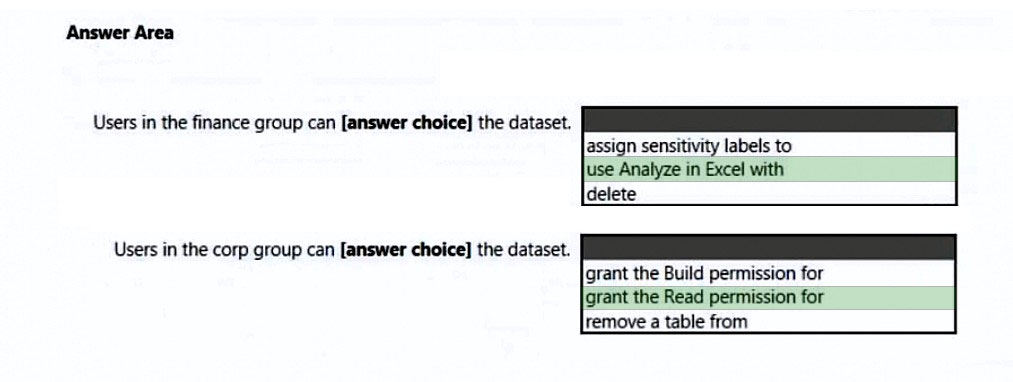 Answer Area
Users in the finance group can [answer choice] the dataset.
assign sensitivity labels to
use Analyze in Excel with
delete
Users in the corp group can [answer choice] the dataset.
grant the Build permission for
grant the Read permission for
remove a table from